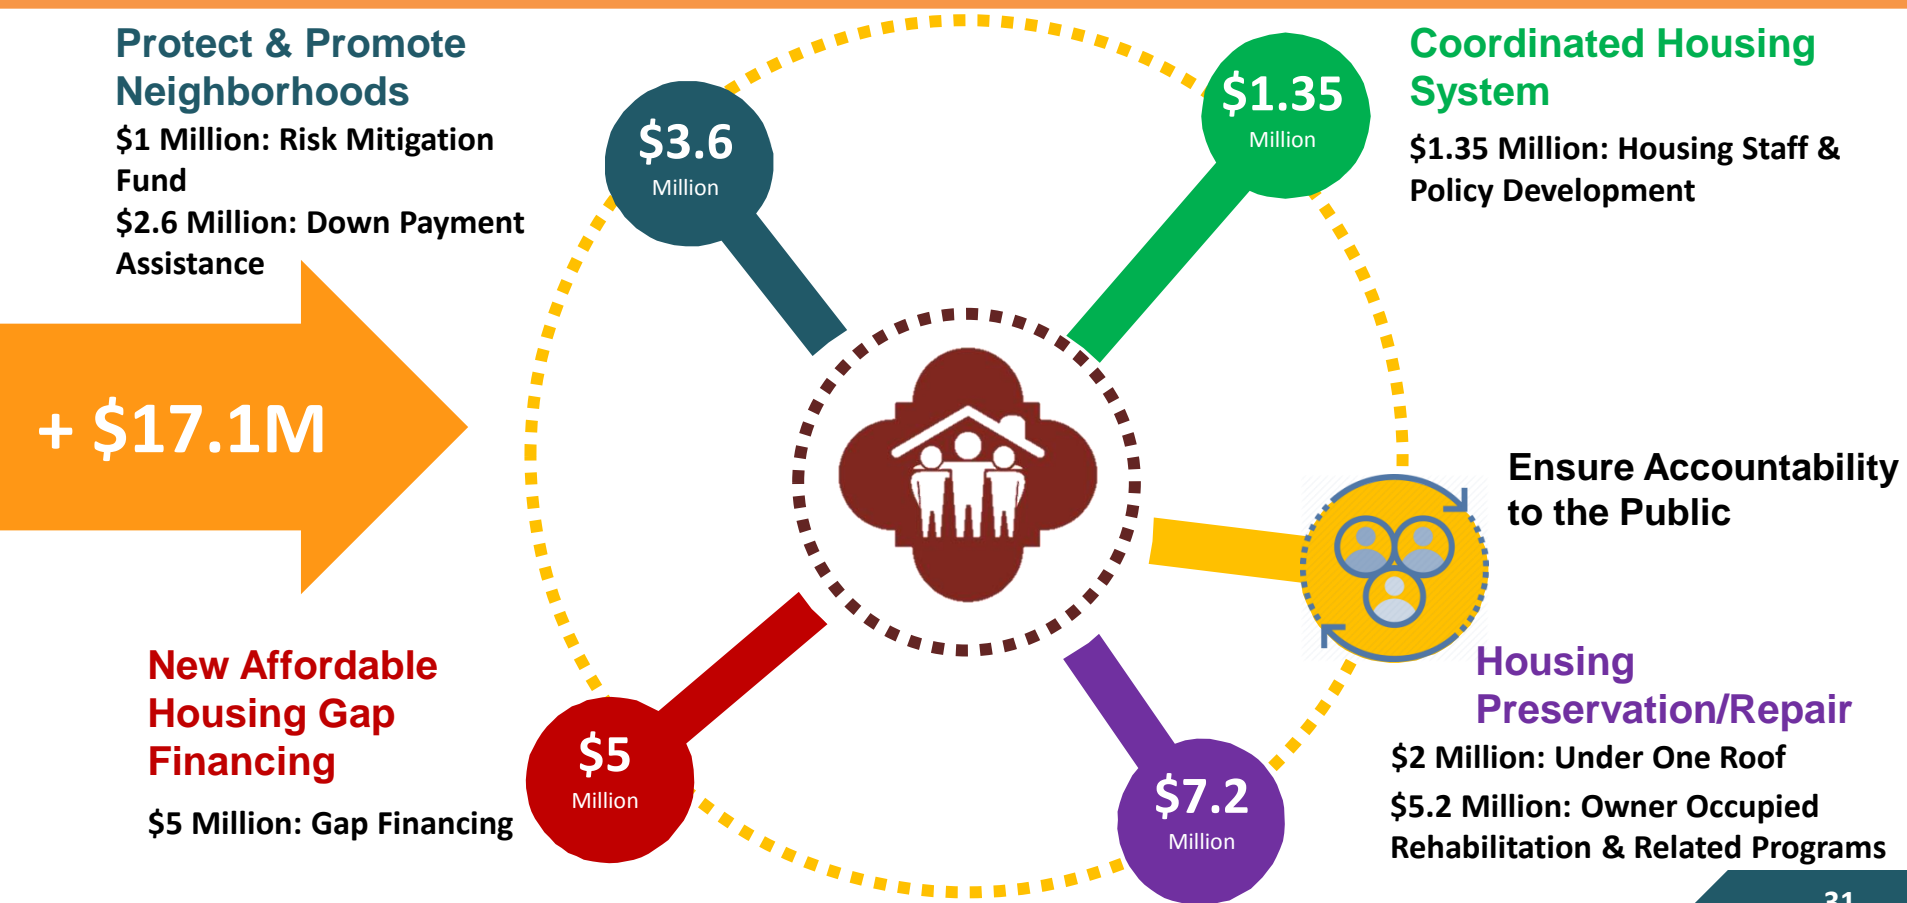 Protect & Promote
Neighborhoods
$1 Million: Risk Mitigation
Fund
$2.6 Million: Down Payment
Assistance
$3.6
Million
$1.35
Million
Coordinated Housing
System
$1.35 Million: Housing Staff &
Policy Development
+ $17.1M
Ensure Accountability
to the Public
New Affordable
Housing Gap
Financing
$5 Million: Gap Financing
$5
Million
$7.2
Million
Housing
Preservation/Repair
$2 Million: Under One Roof
$5.2 Million: Owner Occupied
Rehabilitation & Related Programs
31